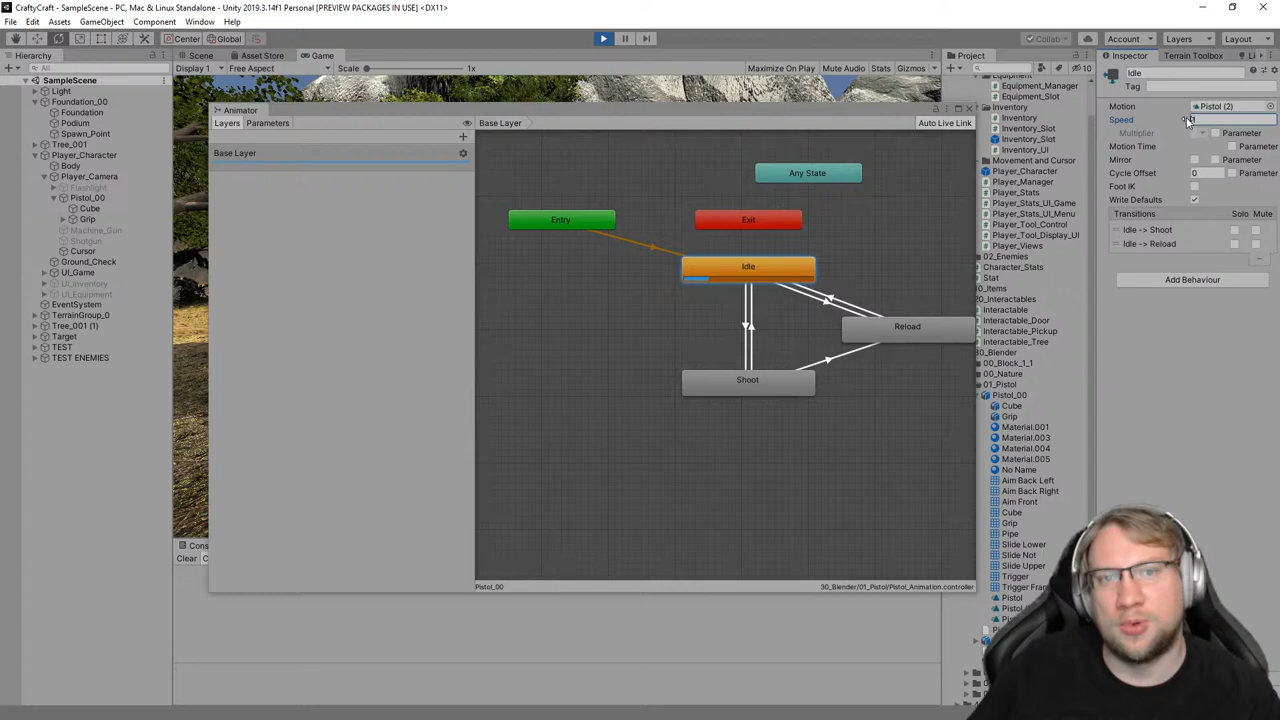 CraftyCraft - SampleScene - PC, Mac & Linux Standalone - Unity 2019.3.14f1 Personal [PREVIEW PACKAGES IN USE] <DX11>
File Edit Assets GameObject Component Window Help
Center Global Collab Account Layers Layout
Hierarchy
All
SampleScene
Light
Foundation_00
Foundation
Podium
Spawn_Point
Tree_001
Player_Character
Body
Player_Camera
Flashlight
Pistol_00
Cube
Grip
Machine_Gun
Shotgun
Cursor
Ground_Check
UI_Game
UI_Inventory
UI_Equipment
EventSystem
TerrainGroup_0
Tree_001 (1)
Target
TEST
TEST ENEMIES
Scene Asset Store Game
Display 1 Free Aspect Scale 1x Maximize On Play Mute Audio Stats Gizmos
Animator
Layers Parameters
Base Layer
Base Layer Auto Live Link
Any State
Entry
Exit
Idle
Reload
Shoot
Pistol_00 30_Blender/01_Pistol/Pistol_Animation.controller
Clear
Project
10
Equipment
Equipment_Manager
Equipment_Slot
Inventory
Inventory
Inventory_Slot
Inventory_Slot
Inventory_UI
Movement and Cursor
Player_Character
Player_Manager
Player_Stats
Player_Stats_UI_Game
Player_Stats_UI_Menu
Player_Tool_Control
Player_Tool_Display_UI
Player_Views
02_Enemies
Character_Stats
Stat
Interactable
Interactable_Door
Interactable_Pickup
Interactable_Tree
00_Block_1_1
00_Nature
01_Pistol
Pistol_00
Cube
Grip
Material.001
Material.003
Material.004
Material.005
No Name
Aim Back Left
Aim Back Right
Aim Front
Cube
Grip
Pipe
Slide Lower
Slide Not
Slide Upper
Trigger
Pistol
Inspector Terrain Toolbox
Idle
Tag
Motion Pistol (2)
Speed
Multiplier Parameter
Motion Time Parameter
Mirror Parameter
Cycle Offset 0 Parameter
Foot IK
Write Defaults
Transitions Solo Mute
Idle -> Shoot
Idle -> Reload
Add Behaviour